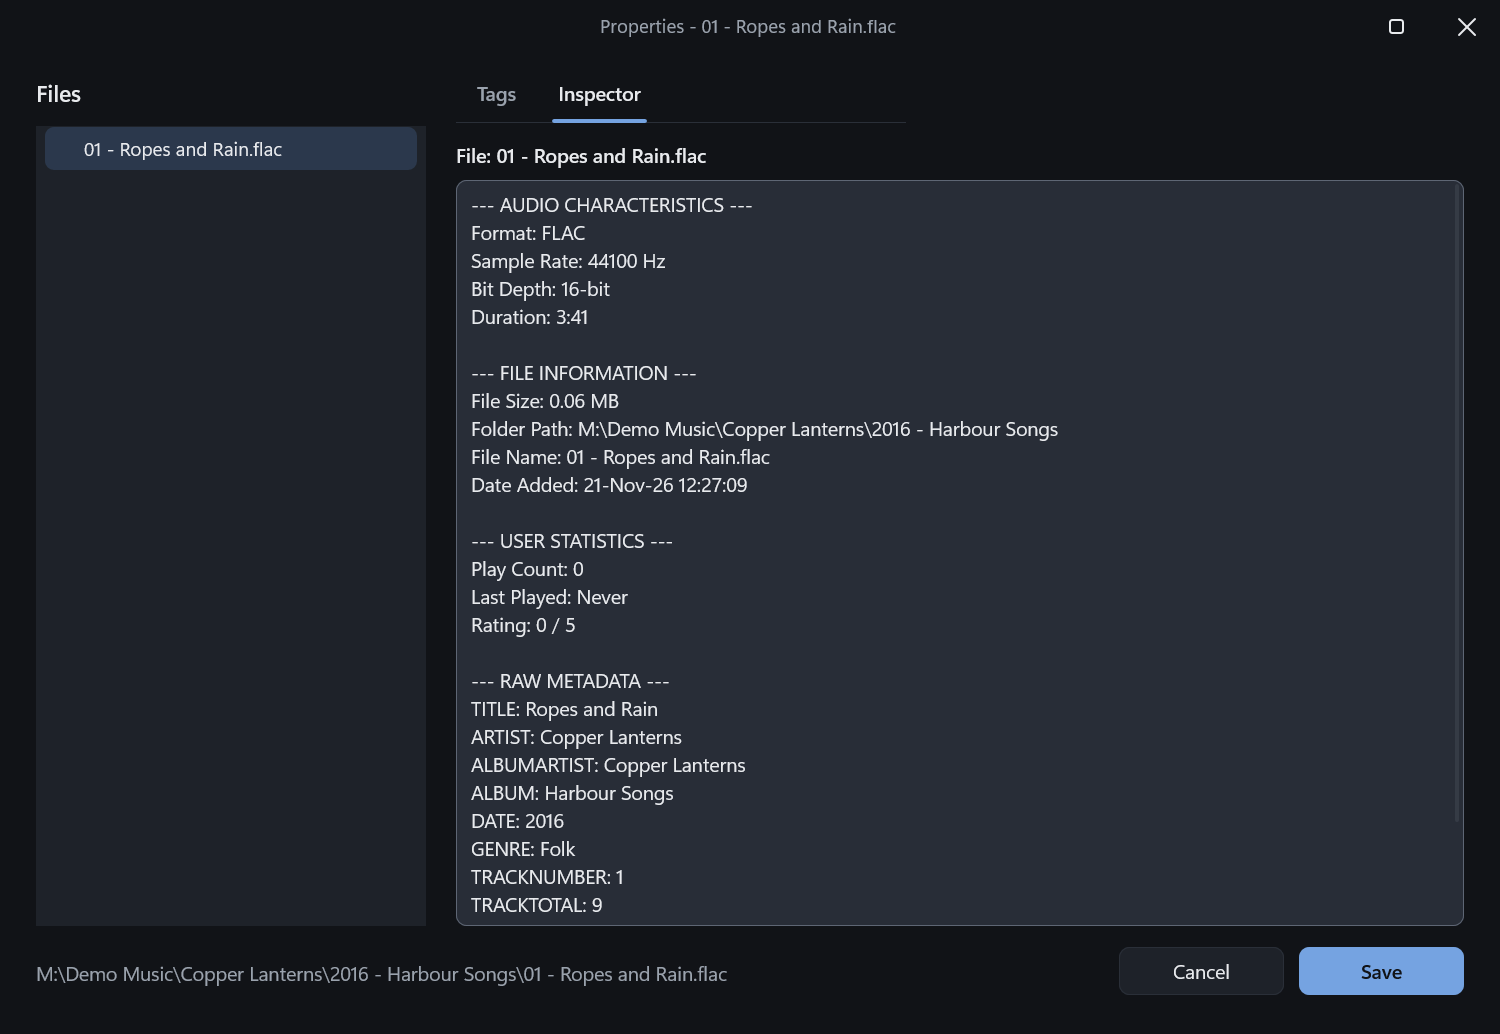 Properties - 01 - Ropes and Rain.flac
Files
01 - Ropes and Rain.flac
Tags
Inspector
File: 01 - Ropes and Rain.flac
--- AUDIO CHARACTERISTICS ---
Format: FLAC
Sample Rate: 44100 Hz
Bit Depth: 16-bit
Duration: 3:41
--- FILE INFORMATION ---
File Size: 0.06 MB
Folder Path: M:\Demo Music\Copper Lanterns\2016 - Harbour Songs
File Name: 01 - Ropes and Rain.flac
Date Added: 21-Nov-26 12:27:09
--- USER STATISTICS ---
Play Count: 0
Last Played: Never
Rating: 0 / 5
--- RAW METADATA ---
TITLE: Ropes and Rain
ARTIST: Copper Lanterns
ALBUMARTIST: Copper Lanterns
ALBUM: Harbour Songs
DATE: 2016
GENRE: Folk
TRACKNUMBER: 1
TRACKTOTAL: 9
M:\Demo Music\Copper Lanterns\2016 - Harbour Songs\01 - Ropes and Rain.flac
Cancel
Save